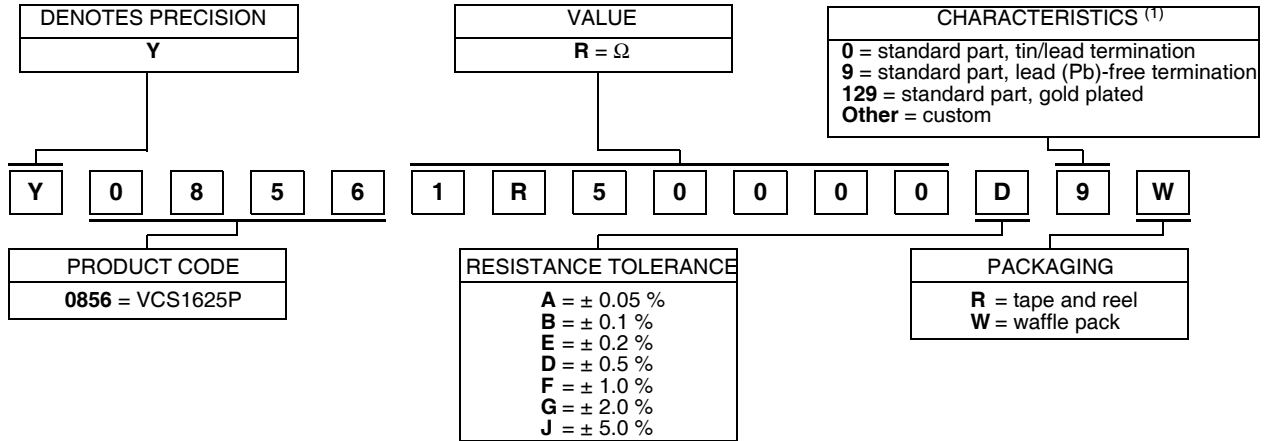 DENOTES PRECISION
Y
VALUE
R = Ω
CHARACTERISTICS (1)
0 = standard part, tin/lead termination
9 = standard part, lead (Pb)-free termination
129 = standard part, gold plated
Other = custom
Y 0 8 5 6 1 R 5 0 0 0 0 D 9 W
PRODUCT CODE
0856 = VCS1625P
RESISTANCE TOLERANCE
A = ± 0.05 %
B = ± 0.1 %
E = ± 0.2 %
D = ± 0.5 %
F = ± 1.0 %
G = ± 2.0 %
J = ± 5.0 %
PACKAGING
R = tape and reel
W = waffle pack